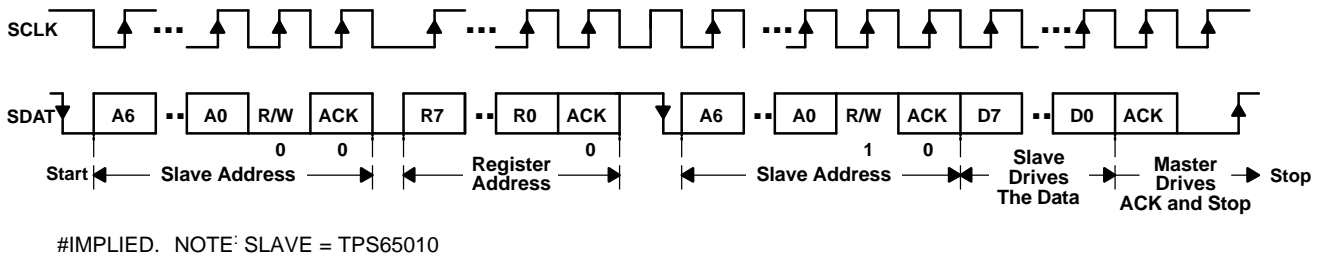 SCLK ... ... ... ...
SDAT A6 .. A0 R/W ACK R7 .. R0 ACK A6 .. A0 R/W ACK D7 .. D0 ACK
0 0 0 1 0
Start Slave Address Register Address Slave Address Slave Drives The Data Master Drives ACK and Stop Stop
#IMPLIED. NOTE: SLAVE = TPS65010